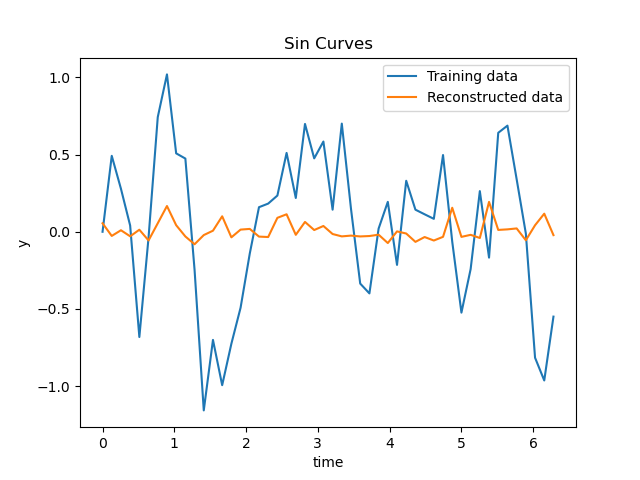 Sin Curves
Training data
Reconstructed data
1.0
0.5
0.0
−0.5
−1.0
y
0 1 2 3 4 5 6
time